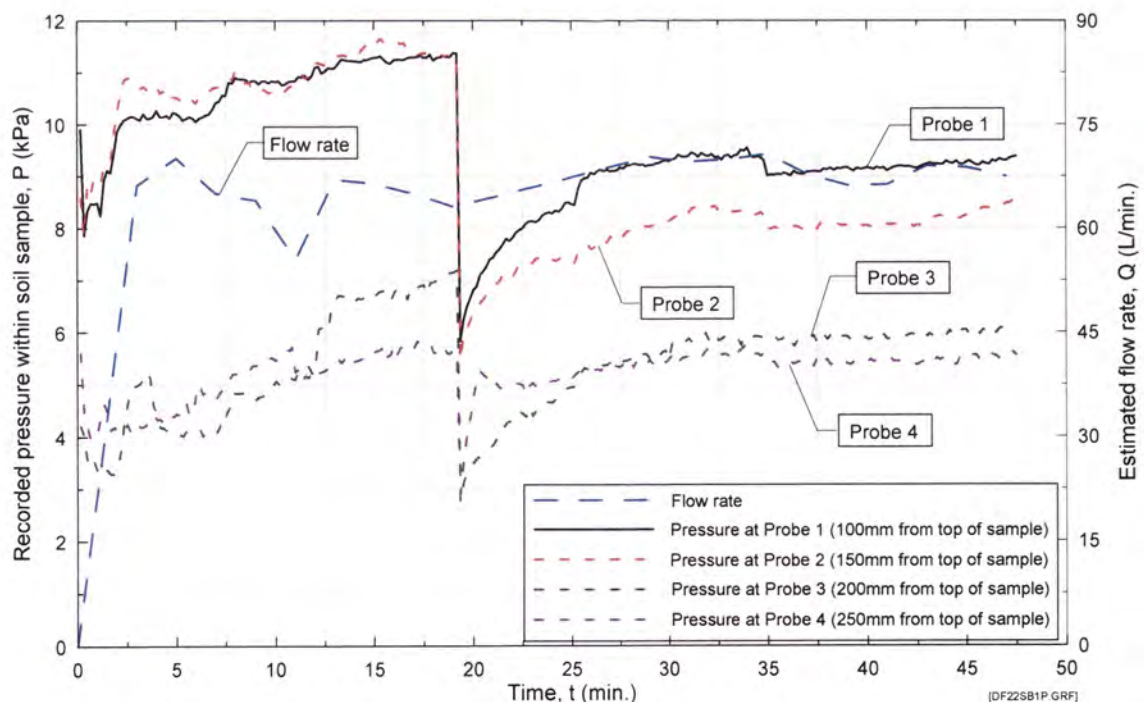 12
10
8
6
4
2
0
Recorded pressure within soil sample, P (kPa)
90
75
60
45
30
15
0
Estimated flow rate, Q (L/min.)
Flow rate
Probe 1
Probe 2
Probe 3
Probe 4
Flow rate
Pressure at Probe 1 (100mm from top of sample)
Pressure at Probe 2 (150mm from top of sample)
Pressure at Probe 3 (200mm from top of sample)
Pressure at Probe 4 (250mm from top of sample)
0 5 10 15 20 25 30 35 40 45 50
Time, t (min.)
[DF22SB1P.GRF]